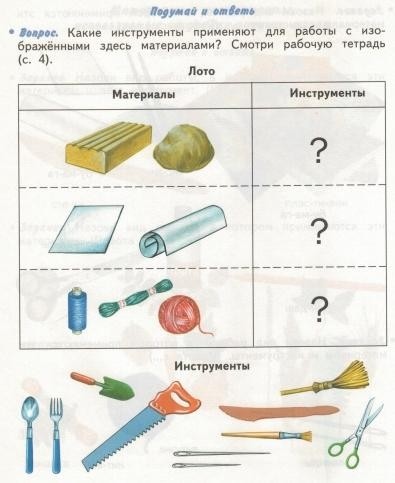 Подумай и ответь
• Вопрос. Какие инструменты применяют для работы с изо-
бражёнными здесь материалами? Смотри рабочую тетрадь
(с. 4).
Лото
Материалы Инструменты
?
?
?
Инструменты